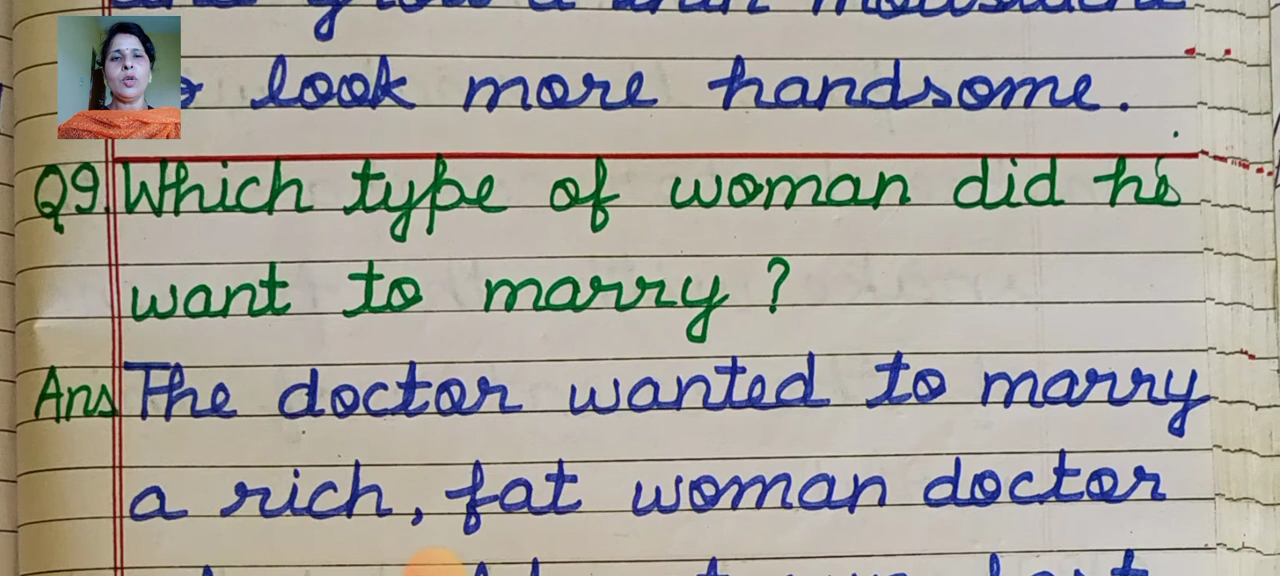 look more handsome.
Q9. Which type of woman did he
want to marry?
Ans The doctor wanted to marry
a rich, fat woman doctor